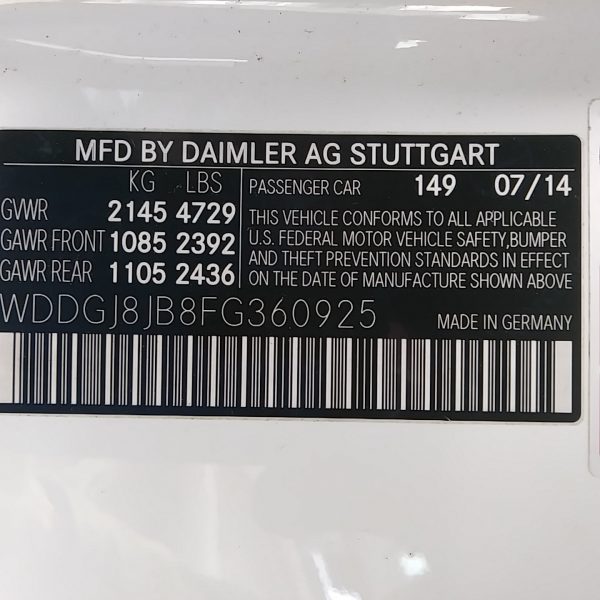 MFD BY DAIMLER AG STUTTGART
KG LBS
GVWR 2145 4729
GAWR FRONT 1085 2392
GAWR REAR 1105 2436
PASSENGER CAR 149 07/14
THIS VEHICLE CONFORMS TO ALL APPLICABLE
U.S. FEDERAL MOTOR VEHICLE SAFETY,BUMPER
AND THEFT PREVENTION STANDARDS IN EFFECT
ON THE DATE OF MANUFACTURE SHOWN ABOVE
WDDGJ8JB8FG360925 MADE IN GERMANY